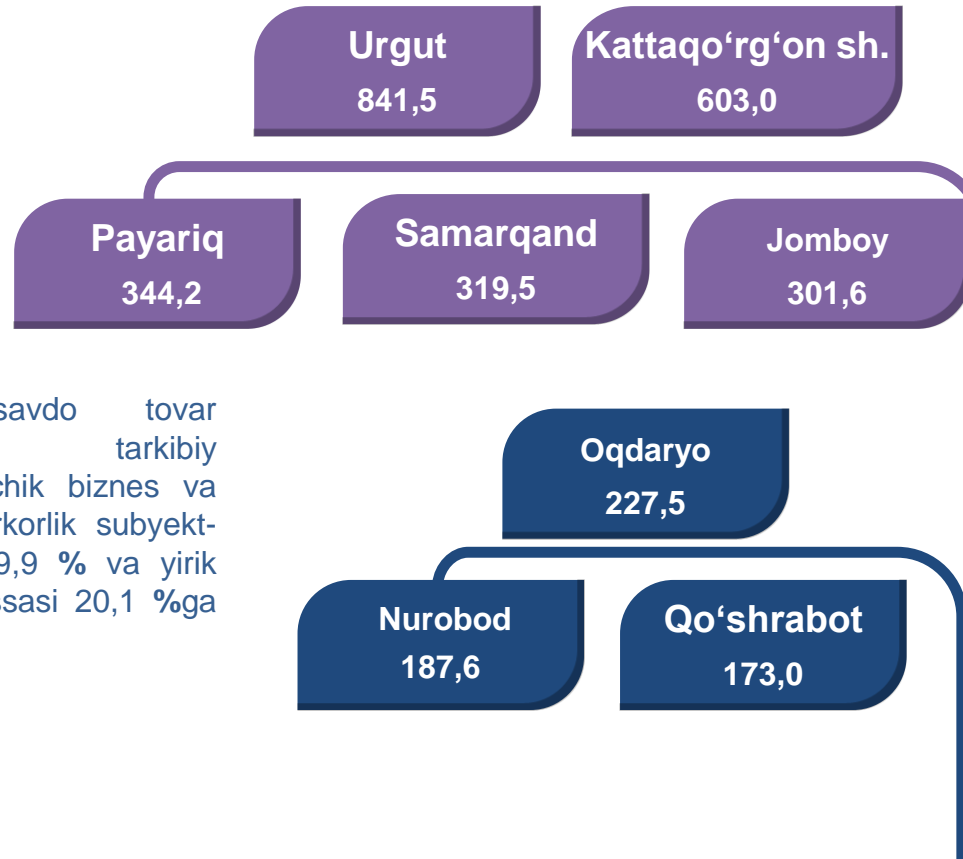 Urgut
841,5
Kattaqo‘rg‘on sh.
603,0
Payariq
344,2
Samarqand
319,5
Jomboy
301,6
savdo tovar
tarkibiy
chik biznes va
rkorlik subyekt-
9,9 % va yirik
ssasi 20,1 %ga
Oqdaryo
227,5
Nurobod
187,6
Qo‘shrabot
173,0